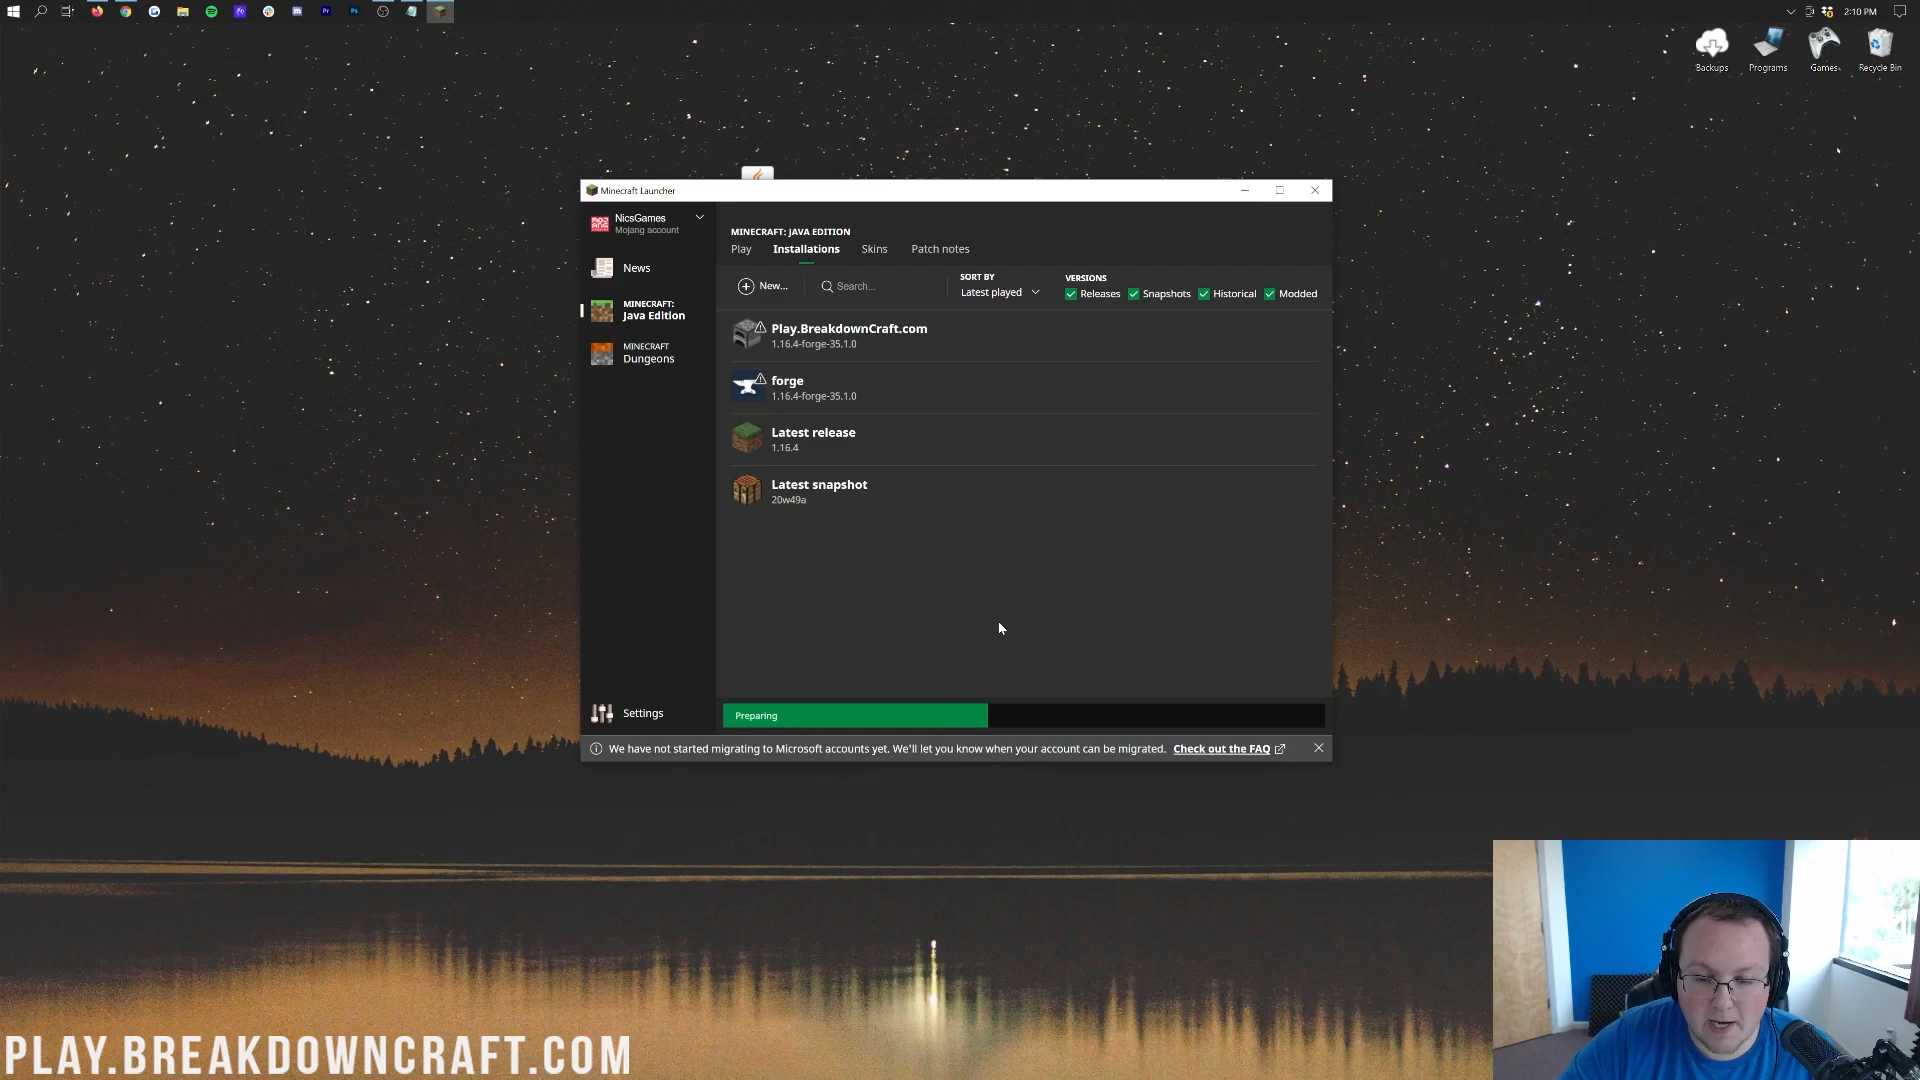 2:10 PM
Backups
Programs
Games
Recycle Bin
Minecraft Launcher
NicsGames
Mojang account
News
MINECRAFT:
Java Edition
MINECRAFT
Dungeons
Settings
MINECRAFT: JAVA EDITION
Play
Installations
Skins
Patch notes
New...
Search...
SORT BY
Latest played
VERSIONS
Releases
Snapshots
Historical
Modded
Play.BreakdownCraft.com
1.16.4-forge-35.1.0
forge
1.16.4-forge-35.1.0
Latest release
1.16.4
Latest snapshot
20w49a
Preparing
We have not started migrating to Microsoft accounts yet. We'll let you know when your account can be migrated. Check out the FAQ
PLAY.BREAKDOWNCRAFT.COM